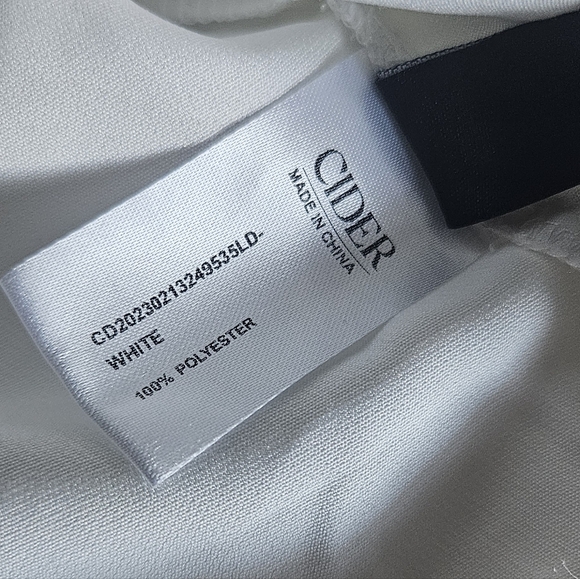 CIDER
MADE IN CHINA
CD20230213249535LD-
WHITE
100% POLYESTER